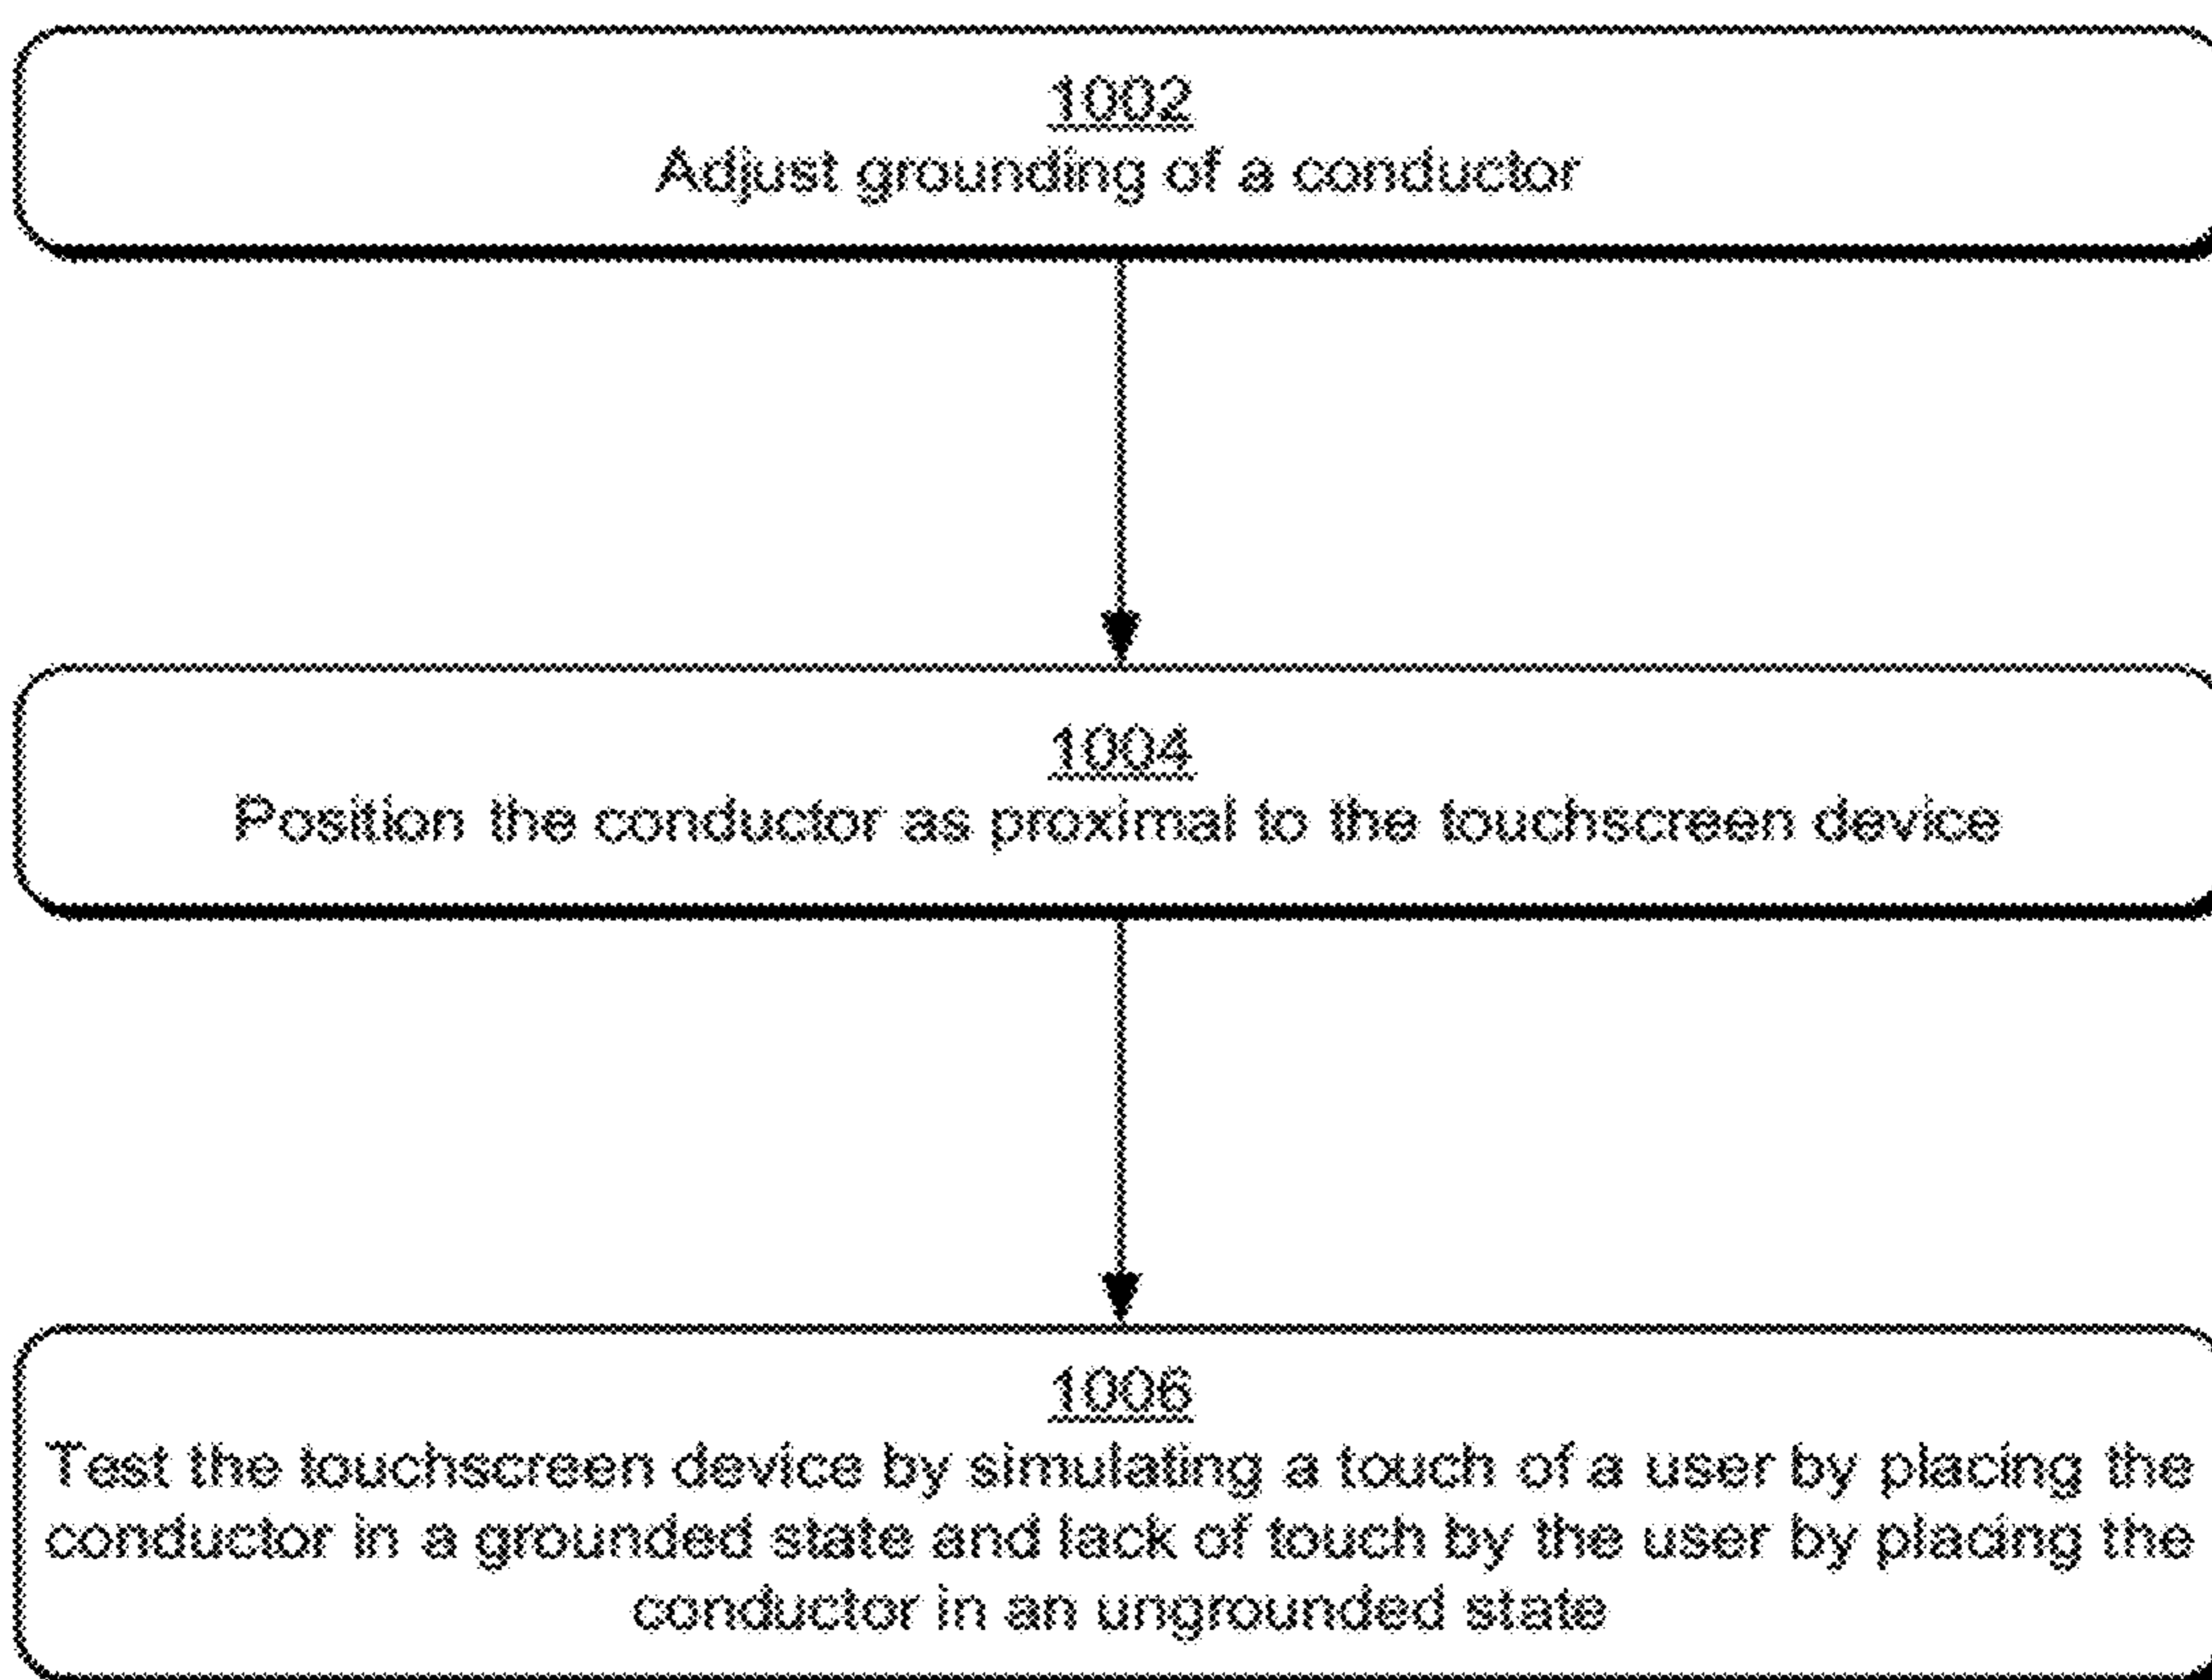 1002
Adjust grounding of a conductor
1004
Position the conductor as proximal to the touchscreen device
1006
Test the touchscreen device by simulating a touch of a user by placing the
conductor in a grounded state and lack of touch by the user by placing the
conductor in an ungrounded state